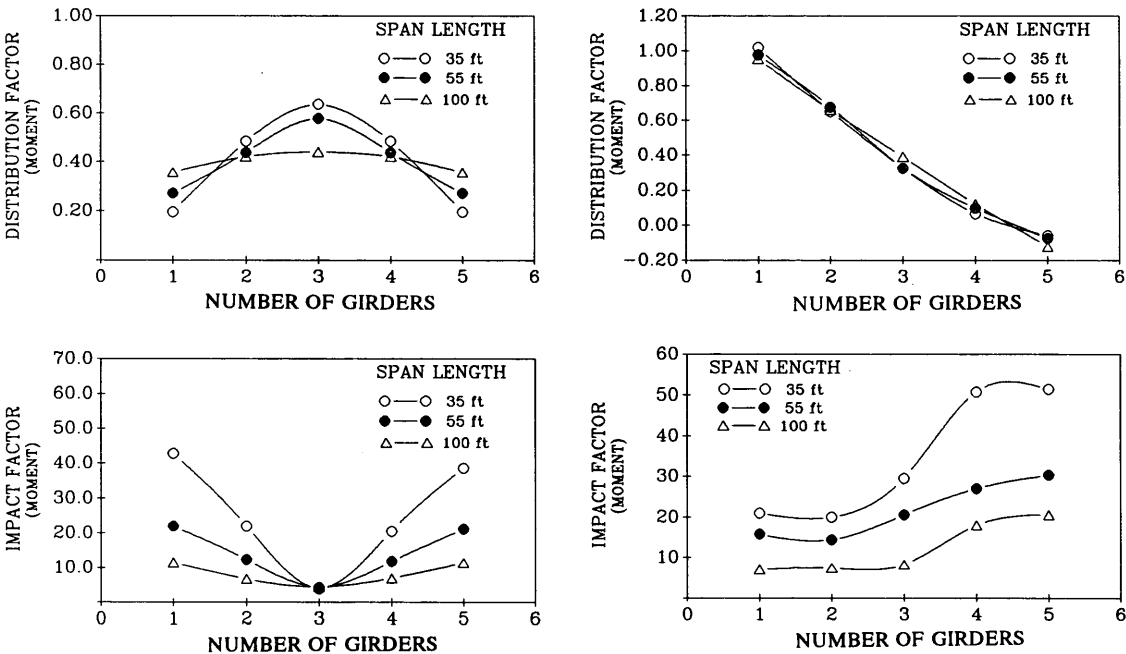 SPAN LENGTH
35 ft
55 ft
100 ft
DISTRIBUTION FACTOR
(MOMENT)
1.00
0.80
0.60
0.40
0.20
0 1 2 3 4 5 6
NUMBER OF GIRDERS
SPAN LENGTH
35 ft
55 ft
100 ft
DISTRIBUTION FACTOR
(MOMENT)
1.20
1.00
0.80
0.60
0.40
0.20
0.00
-0.20
0 1 2 3 4 5 6
NUMBER OF GIRDERS
SPAN LENGTH
35 ft
55 ft
100 ft
IMPACT FACTOR
(MOMENT)
70.0
60.0
50.0
40.0
30.0
20.0
10.0
0 1 2 3 4 5 6
NUMBER OF GIRDERS
SPAN LENGTH
35 ft
55 ft
100 ft
IMPACT FACTOR
(MOMENT)
60
50
40
30
20
10
0 1 2 3 4 5 6
NUMBER OF GIRDERS